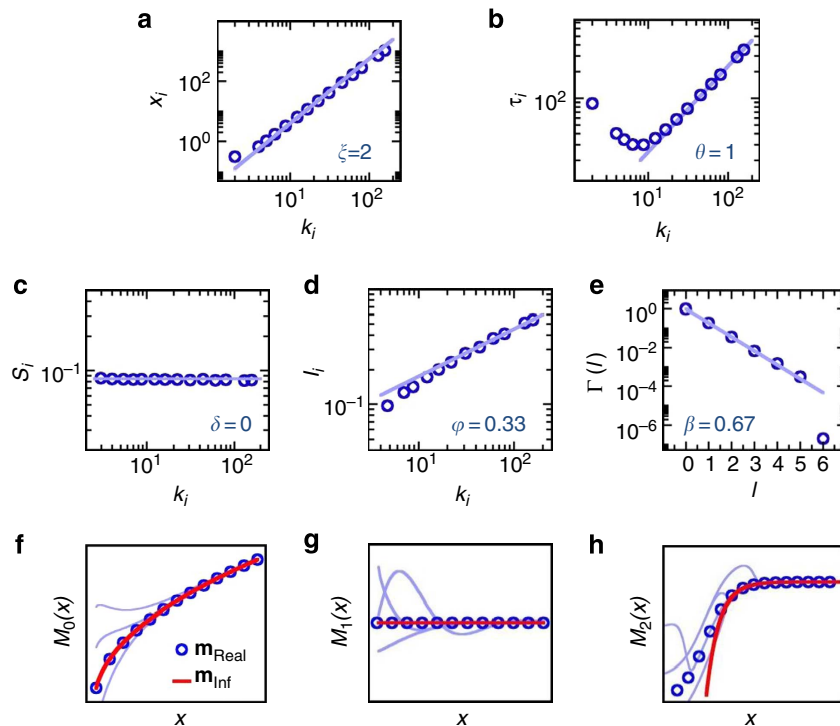 a
b
x_i
10^2
10^0
ξ=2
10^1
10^2
k_i
τ_i
10^2
θ=1
10^1
10^2
k_i
c
d
e
S_i
10^-1
δ=0
10^1
10^2
k_i
I_i
10^-1
φ=0.33
10^1
10^2
k_i
Γ(l)
10^0
10^-2
10^-4
10^-6
β=0.67
0 1 2 3 4 5 6
l
f
g
h
M_0(x)
m_Real
m_Inf
x
M_1(x)
x
M_2(x)
x